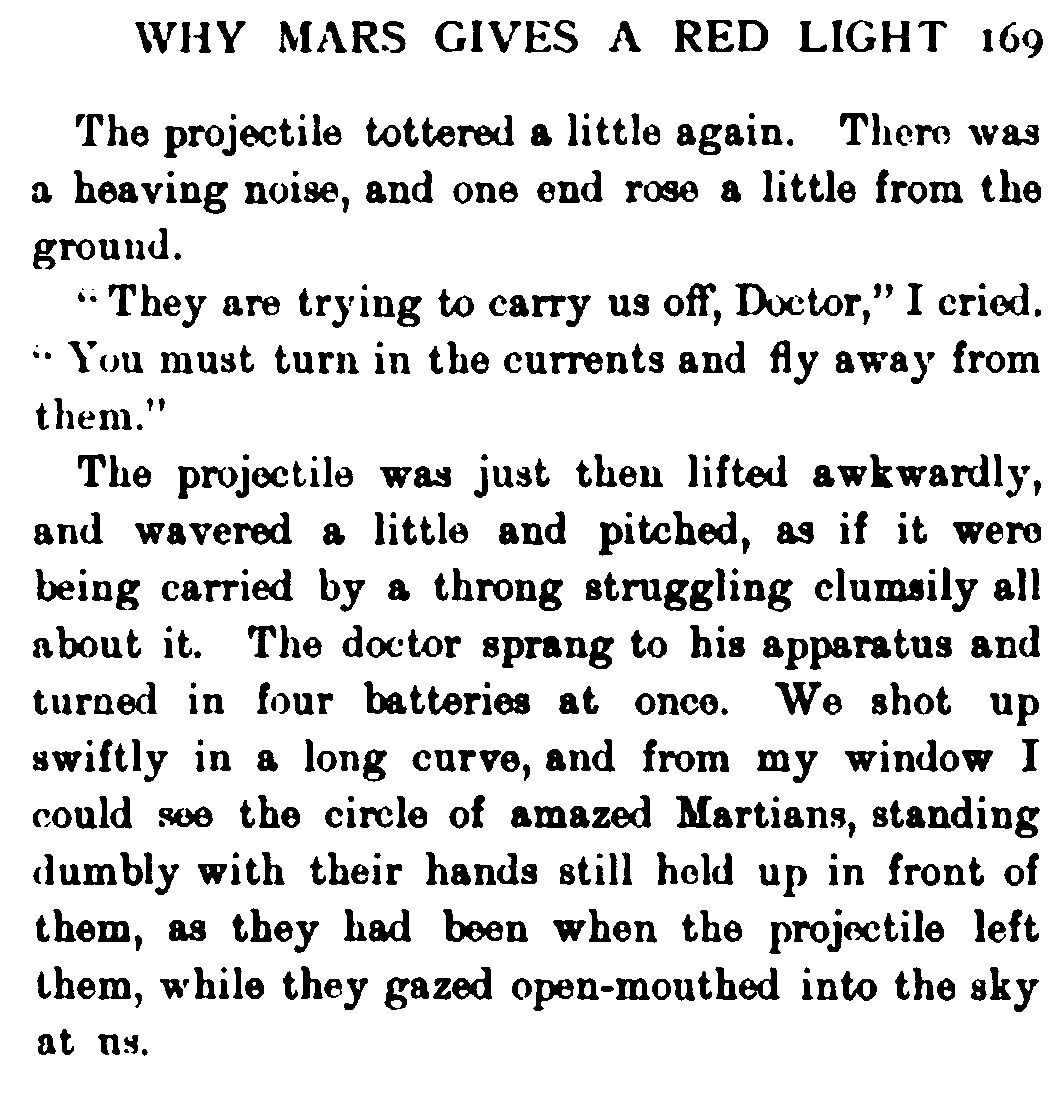 WHY MARS GIVES A RED LIGHT 169
The projectile tottered a little again. There was
a heaving noise, and one end rose a little from the
ground.
“ They are trying to carry us off, Doctor,” I cried.
“ You must turn in the currents and fly away from
them.”
The projectile was just then lifted awkwardly,
and wavered a little and pitched, as if it were
being carried by a throng struggling clumsily all
about it. The doctor sprang to his apparatus and
turned in four batteries at once. We shot up
swiftly in a long curve, and from my window I
could see the circle of amazed Martians, standing
dumbly with their hands still held up in front of
them, as they had been when the projectile left
them, while they gazed open-mouthed into the sky
at us.